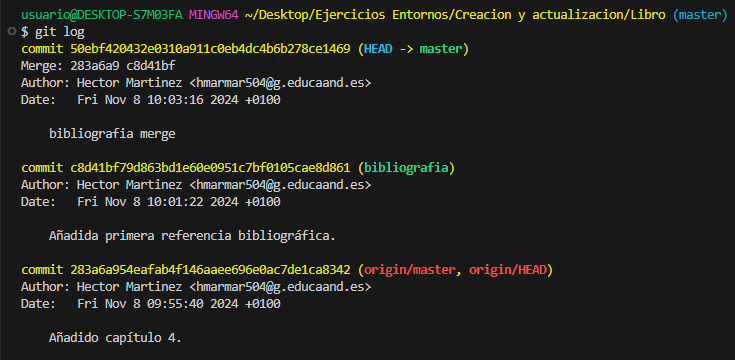 usuario@DESKTOP-S7M03FA MINGW64 ~/Desktop/Ejercicios Entornos/Creacion y actualizacion/Libro (master)
$ git log
commit 50ebf420432e0310a911c0eb4dc4b6b278ce1469 (HEAD -> master)
Merge: 283a6a9 c8d41bf
Author: Hector Martinez <hmarmar504@g.educaand.es>
Date:   Fri Nov 8 10:03:16 2024 +0100
bibliografia merge
commit c8d41bf79d863bd1e60e0951c7bf0105cae8d861 (bibliografia)
Author: Hector Martinez <hmarmar504@g.educaand.es>
Date:   Fri Nov 8 10:01:22 2024 +0100
Añadida primera referencia bibliográfica.
commit 283a6a954eafab4f146aaee696e0ac7de1ca8342 (origin/master, origin/HEAD)
Author: Hector Martinez <hmarmar504@g.educaand.es>
Date:   Fri Nov 8 09:55:40 2024 +0100
Añadido capítulo 4.